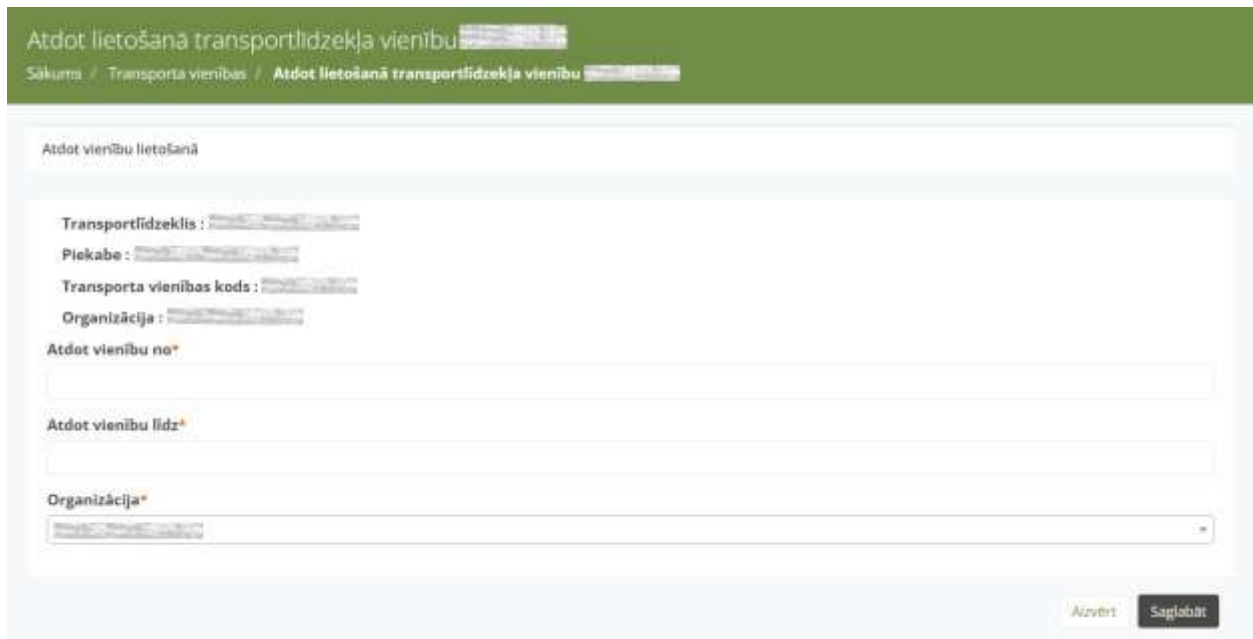 Atdot lietošanā transportlīdzekļa vienību
Sākums / Transporta vienības / Atdot lietošanā transportlīdzekļa vienību
Atdot vienību lietošanā
Transportlīdzeklis :
Piekabe :
Transporta vienības kods :
Organizācija :
Atdot vienību no*
Atdot vienību līdz*
Organizācija*
Aizvērt Saglabāt